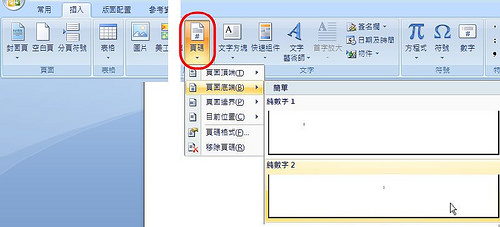 常用 插入 版面配置 參考資
封面頁 空白頁 分頁符號 表格 圖片 美工 頁碼 文字方塊 快速組件 文字藝術師 首字放大 簽名欄 日期及時間 物件 方程式 符號 數字
頁面 表格 文字 符號
頁面頂端(T)
頁面底端(B)
頁面邊界(P)
目前位置(C)
頁碼格式(F)...
移除頁碼(R)
簡單
純數字 1
純數字 2